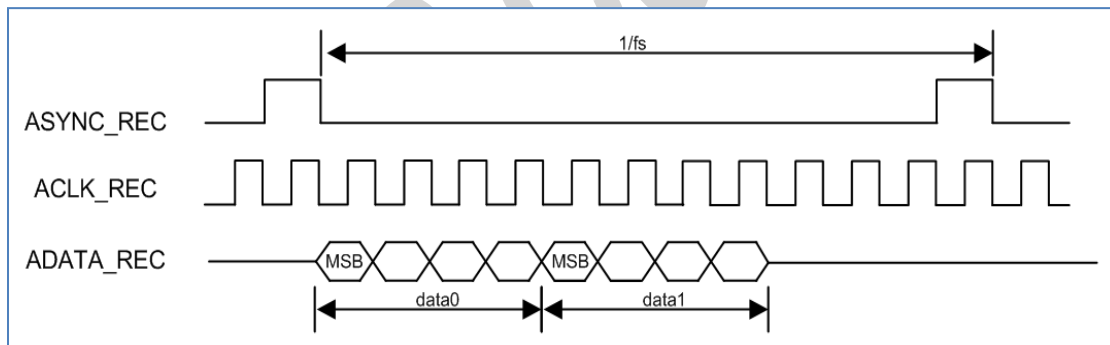 1/fs
ASYNC_REC
ACLK_REC
ADATA_REC MSB MSB
data0 data1